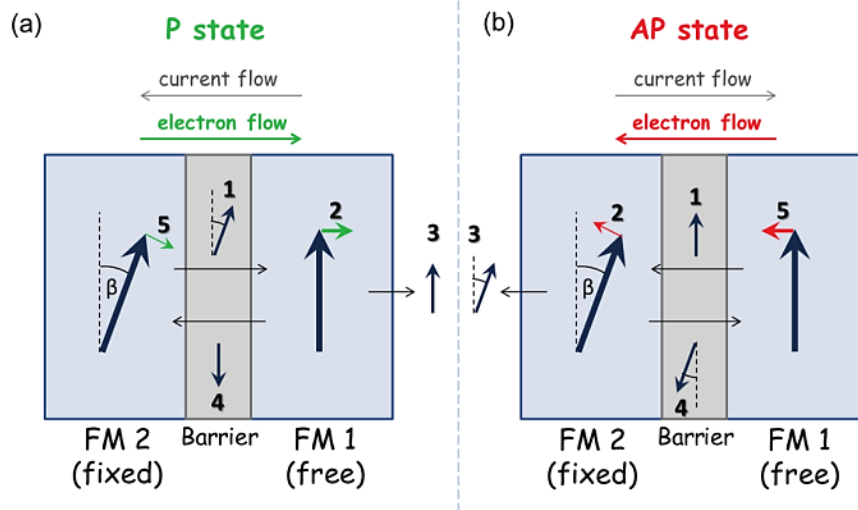 (a)
P state
current flow
electron flow
1
5
2
β
4
FM 2
(fixed)
Barrier
FM 1
(free)
3
3
(b)
AP state
current flow
electron flow
1
2
5
β
4
FM 2
(fixed)
Barrier
FM 1
(free)